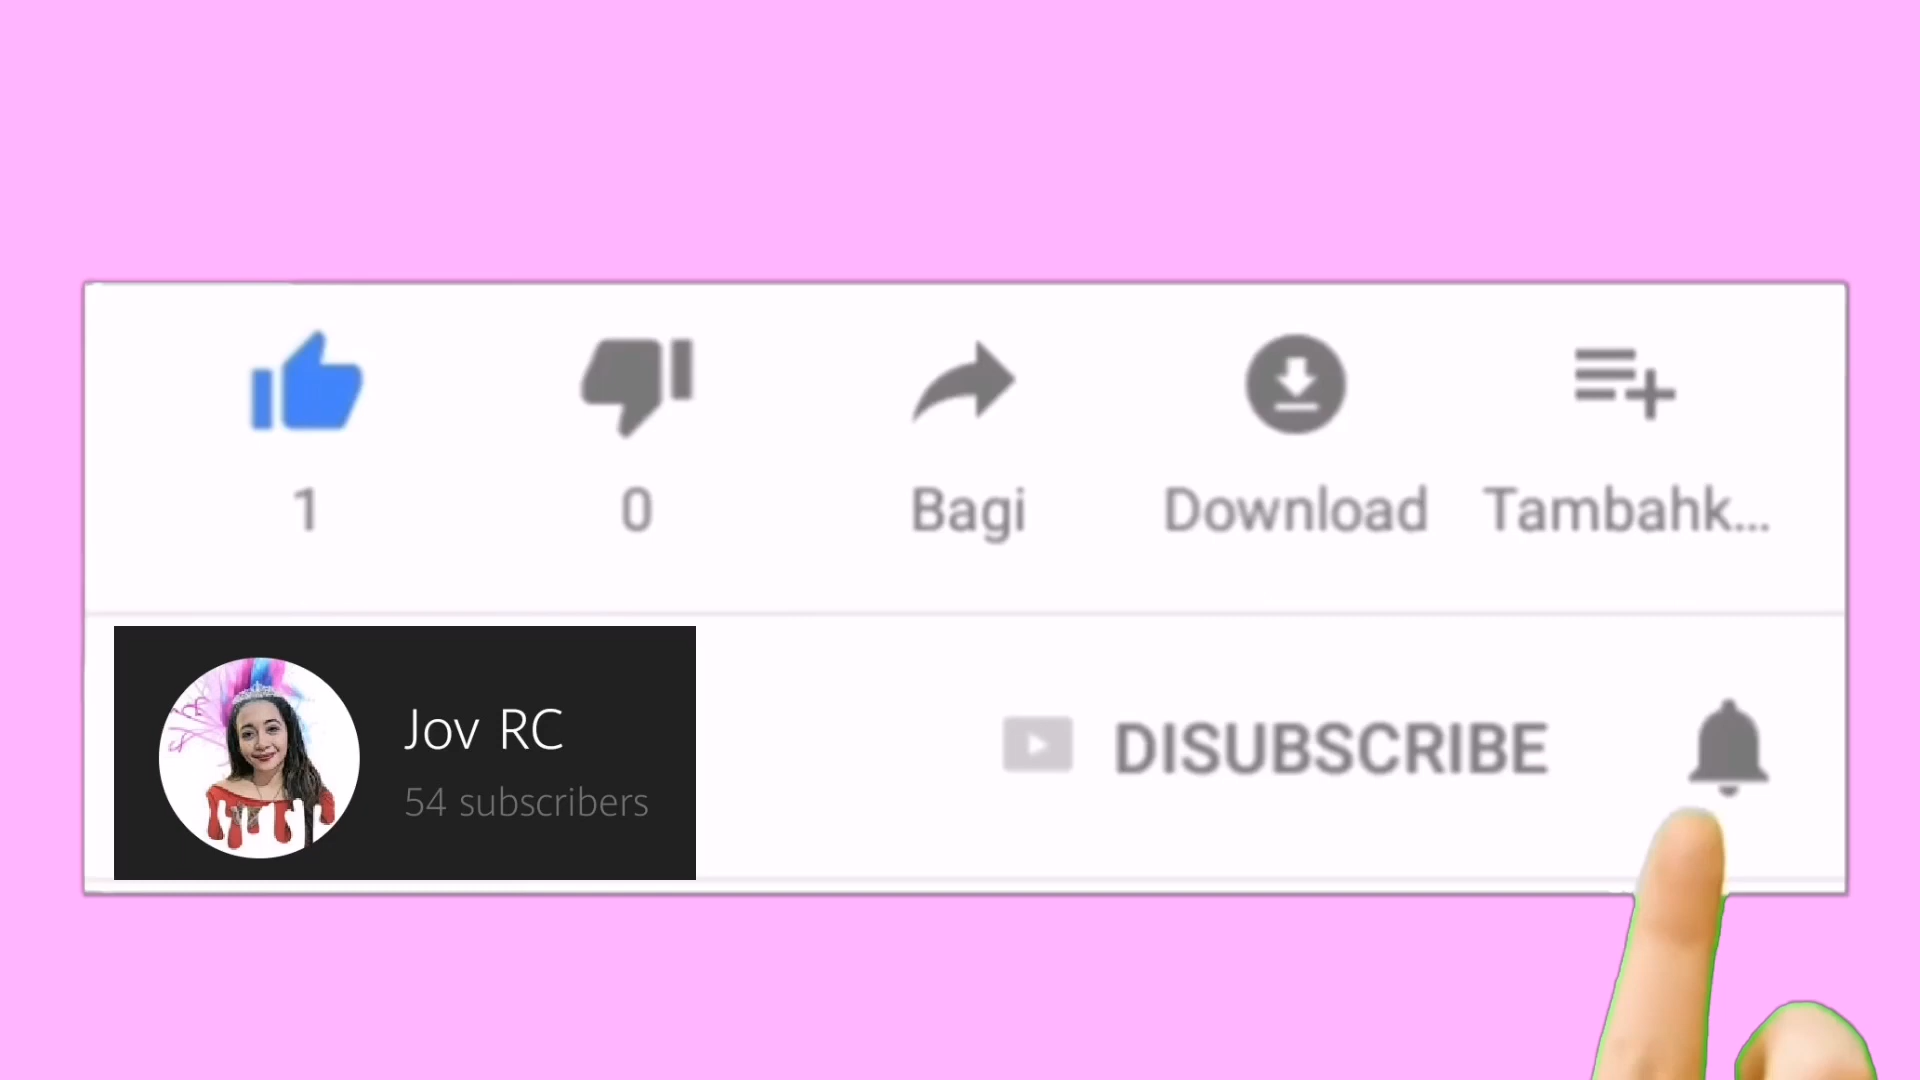 1
0
Bagi
Download
Tambahk...
Jov RC
54 subscribers
DISUBSCRIBE